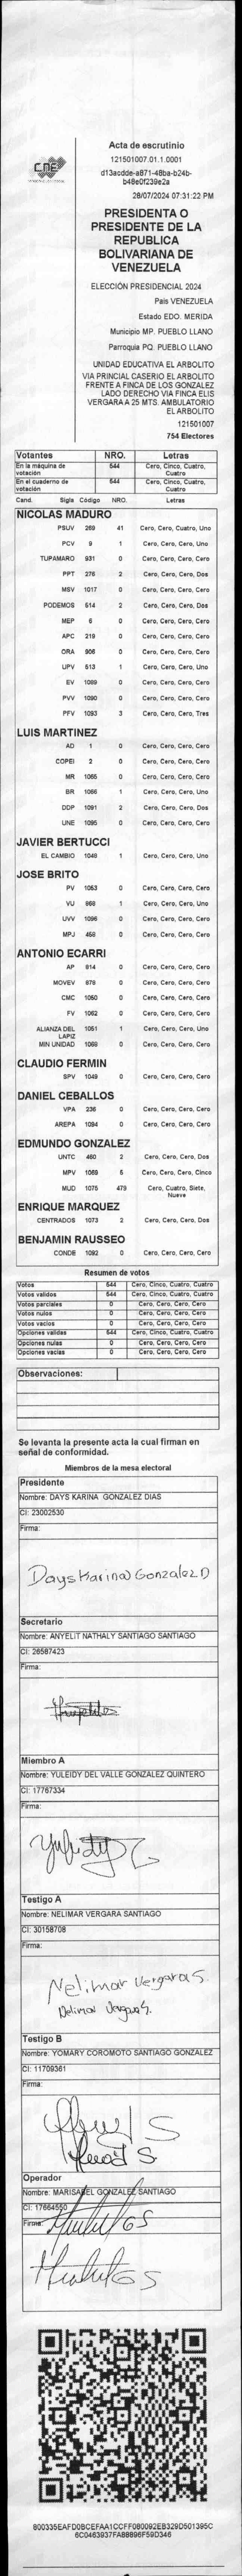 CNE
Acta de escrutinio
121501007.01.1.0001
d13acdde-a871-48ba-b24b-
b48e0f239e2a
28/07/2024 07:31:22 PM
PRESIDENTA O
PRESIDENTE DE LA
REPUBLICA
BOLIVARIANA DE
VENEZUELA
ELECCIÓN PRESIDENCIAL 2024
País VENEZUELA
Estado EDO. MERIDA
Municipio MP. PUEBLO LLANO
Parroquia PQ. PUEBLO LLANO
UNIDAD EDUCATIVA EL ARBOLITO
VIA PRINCIAL CASERIO EL ARBOLITO
FRENTE A FINCA DE LOS GONZALEZ
LADO DERECHO VIA FINCA ELIS
VERGARA A 25 MTS. AMBULATORIO
EL ARBOLITO
121501007
754 Electores
Votantes NRO. Letras
En la máquina de votación 544 Cero, Cinco, Cuatro, Cuatro
En el cuaderno de votación 544 Cero, Cinco, Cuatro, Cuatro
Cand. Sigla Código NRO. Letras
NICOLAS MADURO
PSUV 269 41 Cero, Cero, Cuatro, Uno
PCV 9 1 Cero, Cero, Cero, Uno
TUPAMARO 931 0 Cero, Cero, Cero, Cero
PPT 276 2 Cero, Cero, Cero, Dos
MSV 1017 0 Cero, Cero, Cero, Cero
PODEMOS 514 2 Cero, Cero, Cero, Dos
MEP 6 0 Cero, Cero, Cero, Cero
APC 219 0 Cero, Cero, Cero, Cero
ORA 906 0 Cero, Cero, Cero, Cero
UPV 513 1 Cero, Cero, Cero, Uno
EV 1089 0 Cero, Cero, Cero, Cero
PVV 1090 0 Cero, Cero, Cero, Cero
PFV 1093 3 Cero, Cero, Cero, Tres
LUIS MARTINEZ
AD 1 0 Cero, Cero, Cero, Cero
COPEI 2 0 Cero, Cero, Cero, Cero
MR 1065 0 Cero, Cero, Cero, Cero
BR 1086 1 Cero, Cero, Cero, Uno
DDP 1091 2 Cero, Cero, Cero, Dos
UNE 1095 0 Cero, Cero, Cero, Cero
JAVIER BERTUCCI
EL CAMBIO 1048 1 Cero, Cero, Cero, Uno
JOSE BRITO
PV 1053 0 Cero, Cero, Cero, Cero
VU 868 1 Cero, Cero, Cero, Uno
UVV 1096 0 Cero, Cero, Cero, Cero
MPJ 458 0 Cero, Cero, Cero, Cero
ANTONIO ECARRI
AP 814 0 Cero, Cero, Cero, Cero
MOVEV 878 0 Cero, Cero, Cero, Cero
CMC 1050 0 Cero, Cero, Cero, Cero
FV 1062 0 Cero, Cero, Cero, Cero
ALIANZA DEL LAPIZ 1051 1 Cero, Cero, Cero, Uno
MIN UNIDAD 1068 0 Cero, Cero, Cero, Cero
CLAUDIO FERMIN
SPV 1049 0 Cero, Cero, Cero, Cero
DANIEL CEBALLOS
VPA 236 0 Cero, Cero, Cero, Cero
AREPA 1094 0 Cero, Cero, Cero, Cero
EDMUNDO GONZALEZ
UNTC 460 2 Cero, Cero, Cero, Dos
MPV 1069 5 Cero, Cero, Cero, Cinco
MUD 1075 479 Cero, Cuatro, Siete, Nueve
ENRIQUE MARQUEZ
CENTRADOS 1073 2 Cero, Cero, Cero, Dos
BENJAMIN RAUSSEO
CONDE 1092 0 Cero, Cero, Cero, Cero
Resumen de votos
Votos 544 Cero, Cinco, Cuatro, Cuatro
Votos validos 544 Cero, Cinco, Cuatro, Cuatro
Votos parciales 0 Cero, Cero, Cero, Cero
Votos nulos 0 Cero, Cero, Cero, Cero
Votos vacios 0 Cero, Cero, Cero, Cero
Opciones validas 544 Cero, Cinco, Cuatro, Cuatro
Opciones nulas 0 Cero, Cero, Cero, Cero
Opciones vacias 0 Cero, Cero, Cero, Cero
Observaciones:
Se levanta la presente acta la cual firman en
señal de conformidad.
Miembros de la mesa electoral
Presidente
Nombre: DAYS KARINA GONZALEZ DIAS
CI: 23002530
Firma:
Days Karina Gonzalez D
Secretario
Nombre: ANYELIT NATHALY SANTIAGO SANTIAGO
CI: 26587423
Firma:
Miembro A
Nombre: YULEIDY DEL VALLE GONZALEZ QUINTERO
CI: 17767334
Firma:
Yuleidy G
Testigo A
Nombre: NELIMAR VERGARA SANTIAGO
CI: 30158708
Firma:
Nelimar Vergara S.
Nelimar Vergara S.
Testigo B
Nombre: YOMARY COROMOTO SANTIAGO GONZALEZ
CI: 11709361
Firma:
Operador
Nombre: MARISABEL GONZALEZ SANTIAGO
CI: 17664550
Firma:
800335EAFD0BCEFAA1CCFF080092EB329D501395C
6C0463937FA88896F59D346